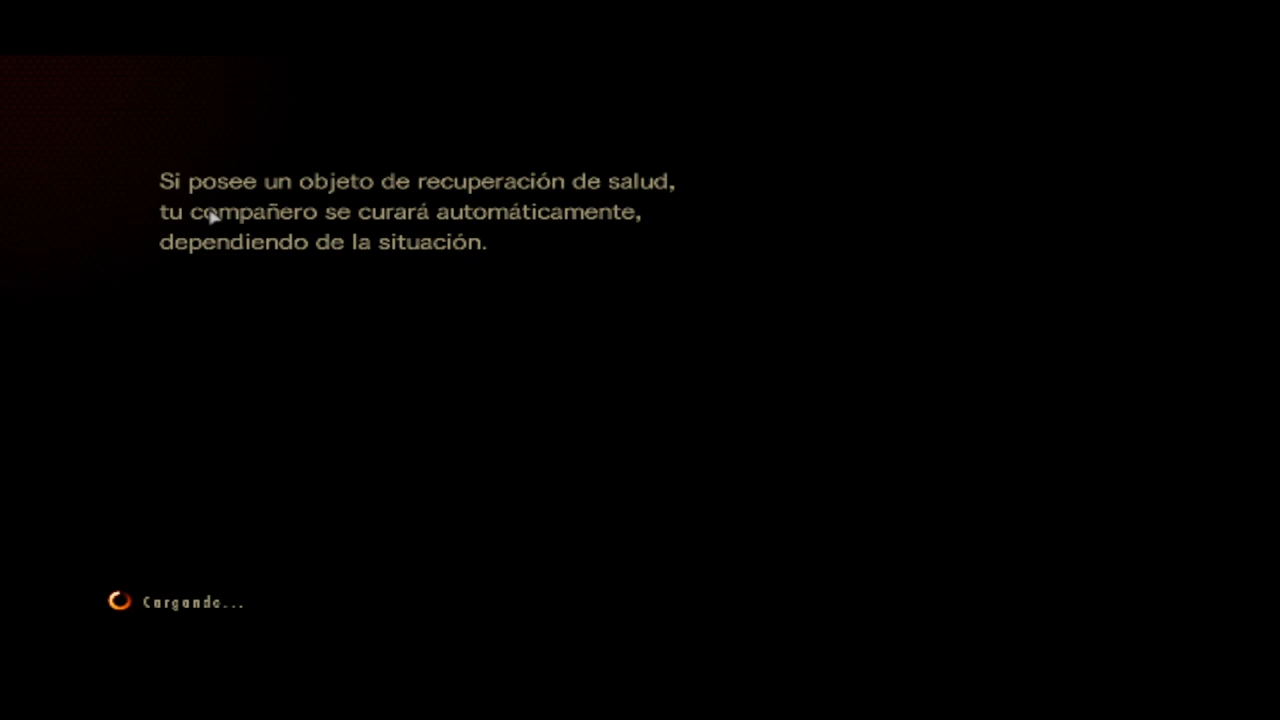 Si posee un objeto de recuperación de salud,
tu compañero se curará automáticamente,
dependiendo de la situación.
Cargando...